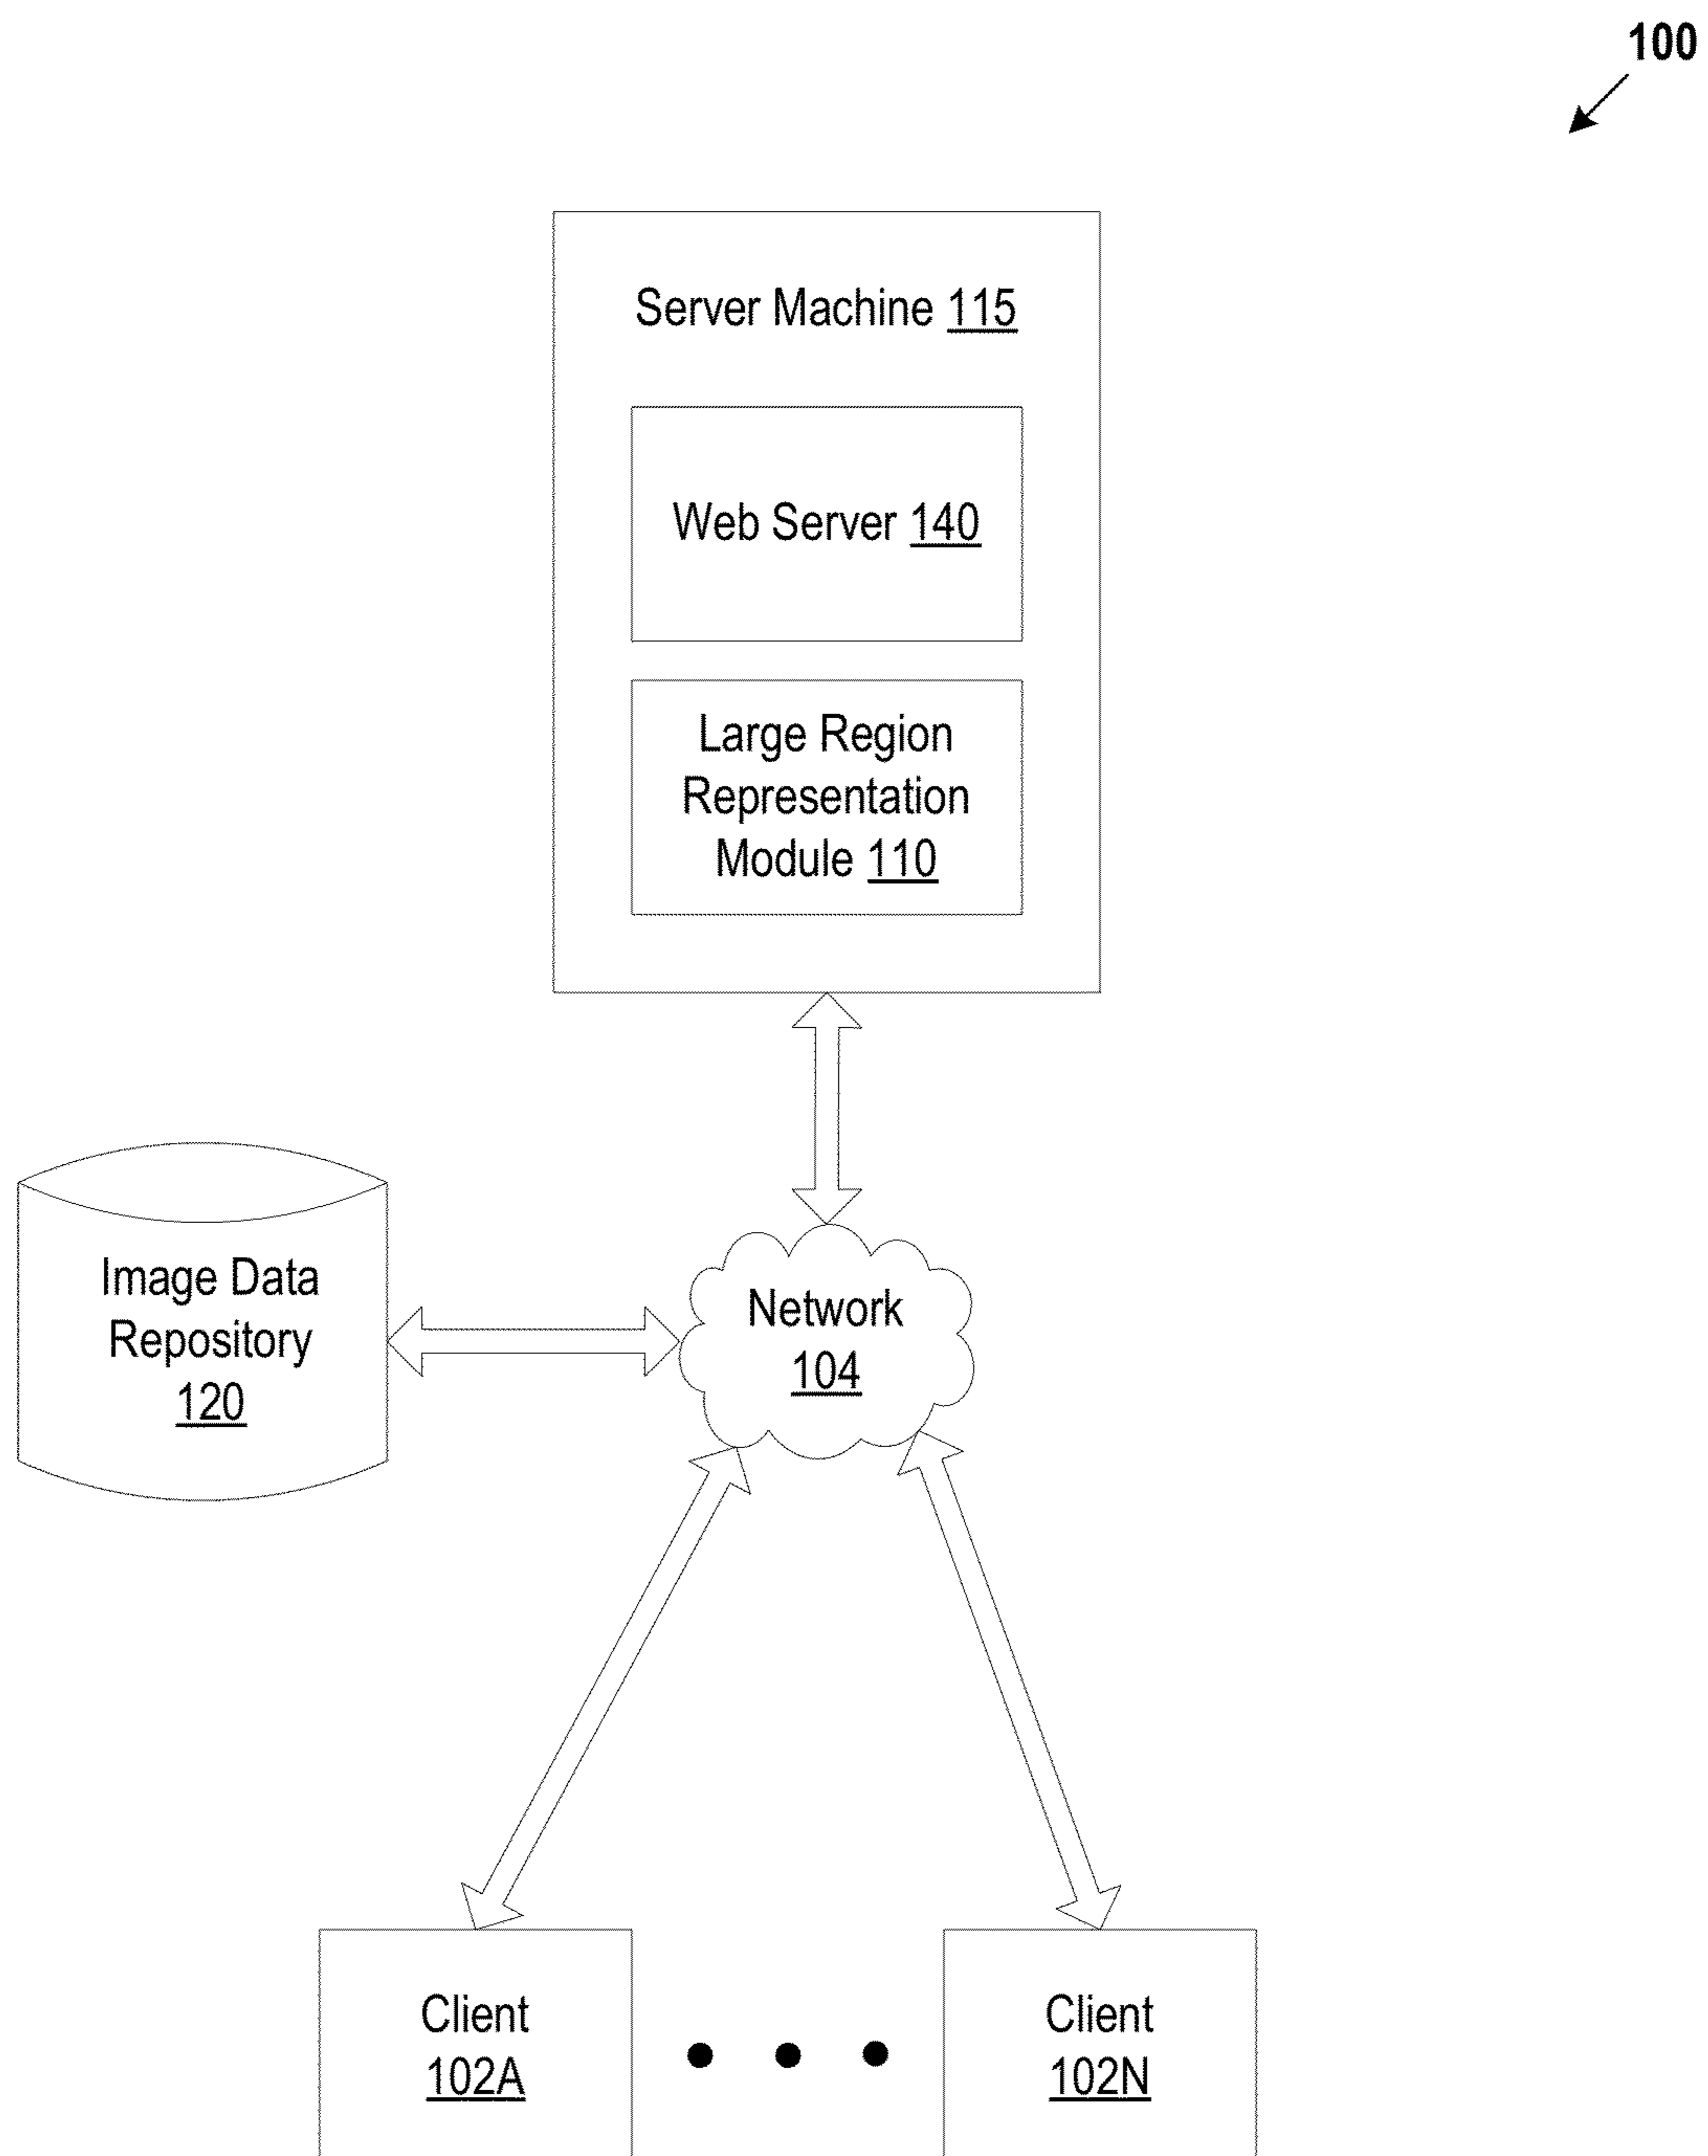 100
Server Machine 115
Web Server 140
Large Region
Representation
Module 110
Image Data
Repository
120
Network
104
Client
102A
Client
102N